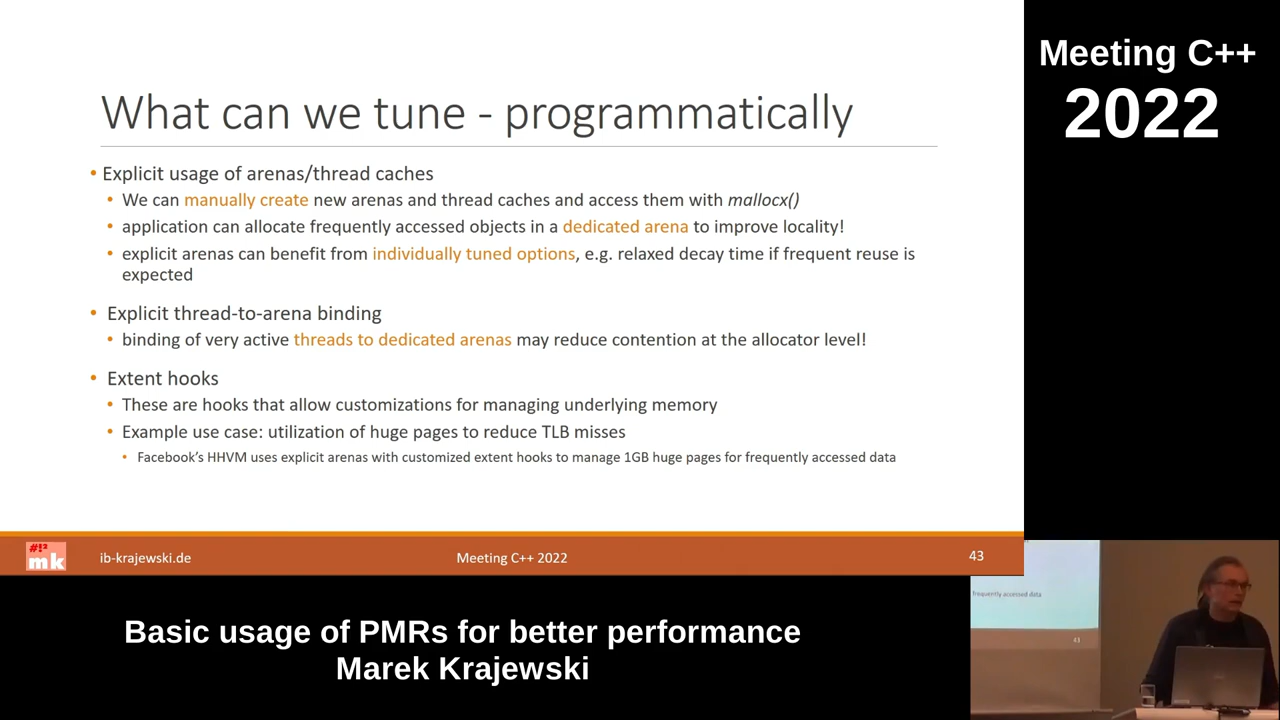 Meeting C++
2022
What can we tune - programmatically
• Explicit usage of arenas/thread caches
• We can manually create new arenas and thread caches and access them with mallocx()
• application can allocate frequently accessed objects in a dedicated arena to improve locality!
• explicit arenas can benefit from individually tuned options, e.g. relaxed decay time if frequent reuse is
expected
• Explicit thread-to-arena binding
• binding of very active threads to dedicated arenas may reduce contention at the allocator level!
• Extent hooks
• These are hooks that allow customizations for managing underlying memory
• Example use case: utilization of huge pages to reduce TLB misses
• Facebook's HHVM uses explicit arenas with customized extent hooks to manage 1GB huge pages for frequently accessed data
#!²
mk
ib-krajewski.de
Meeting C++ 2022
43
frequently accessed data
43
Basic usage of PMRs for better performance
Marek Krajewski